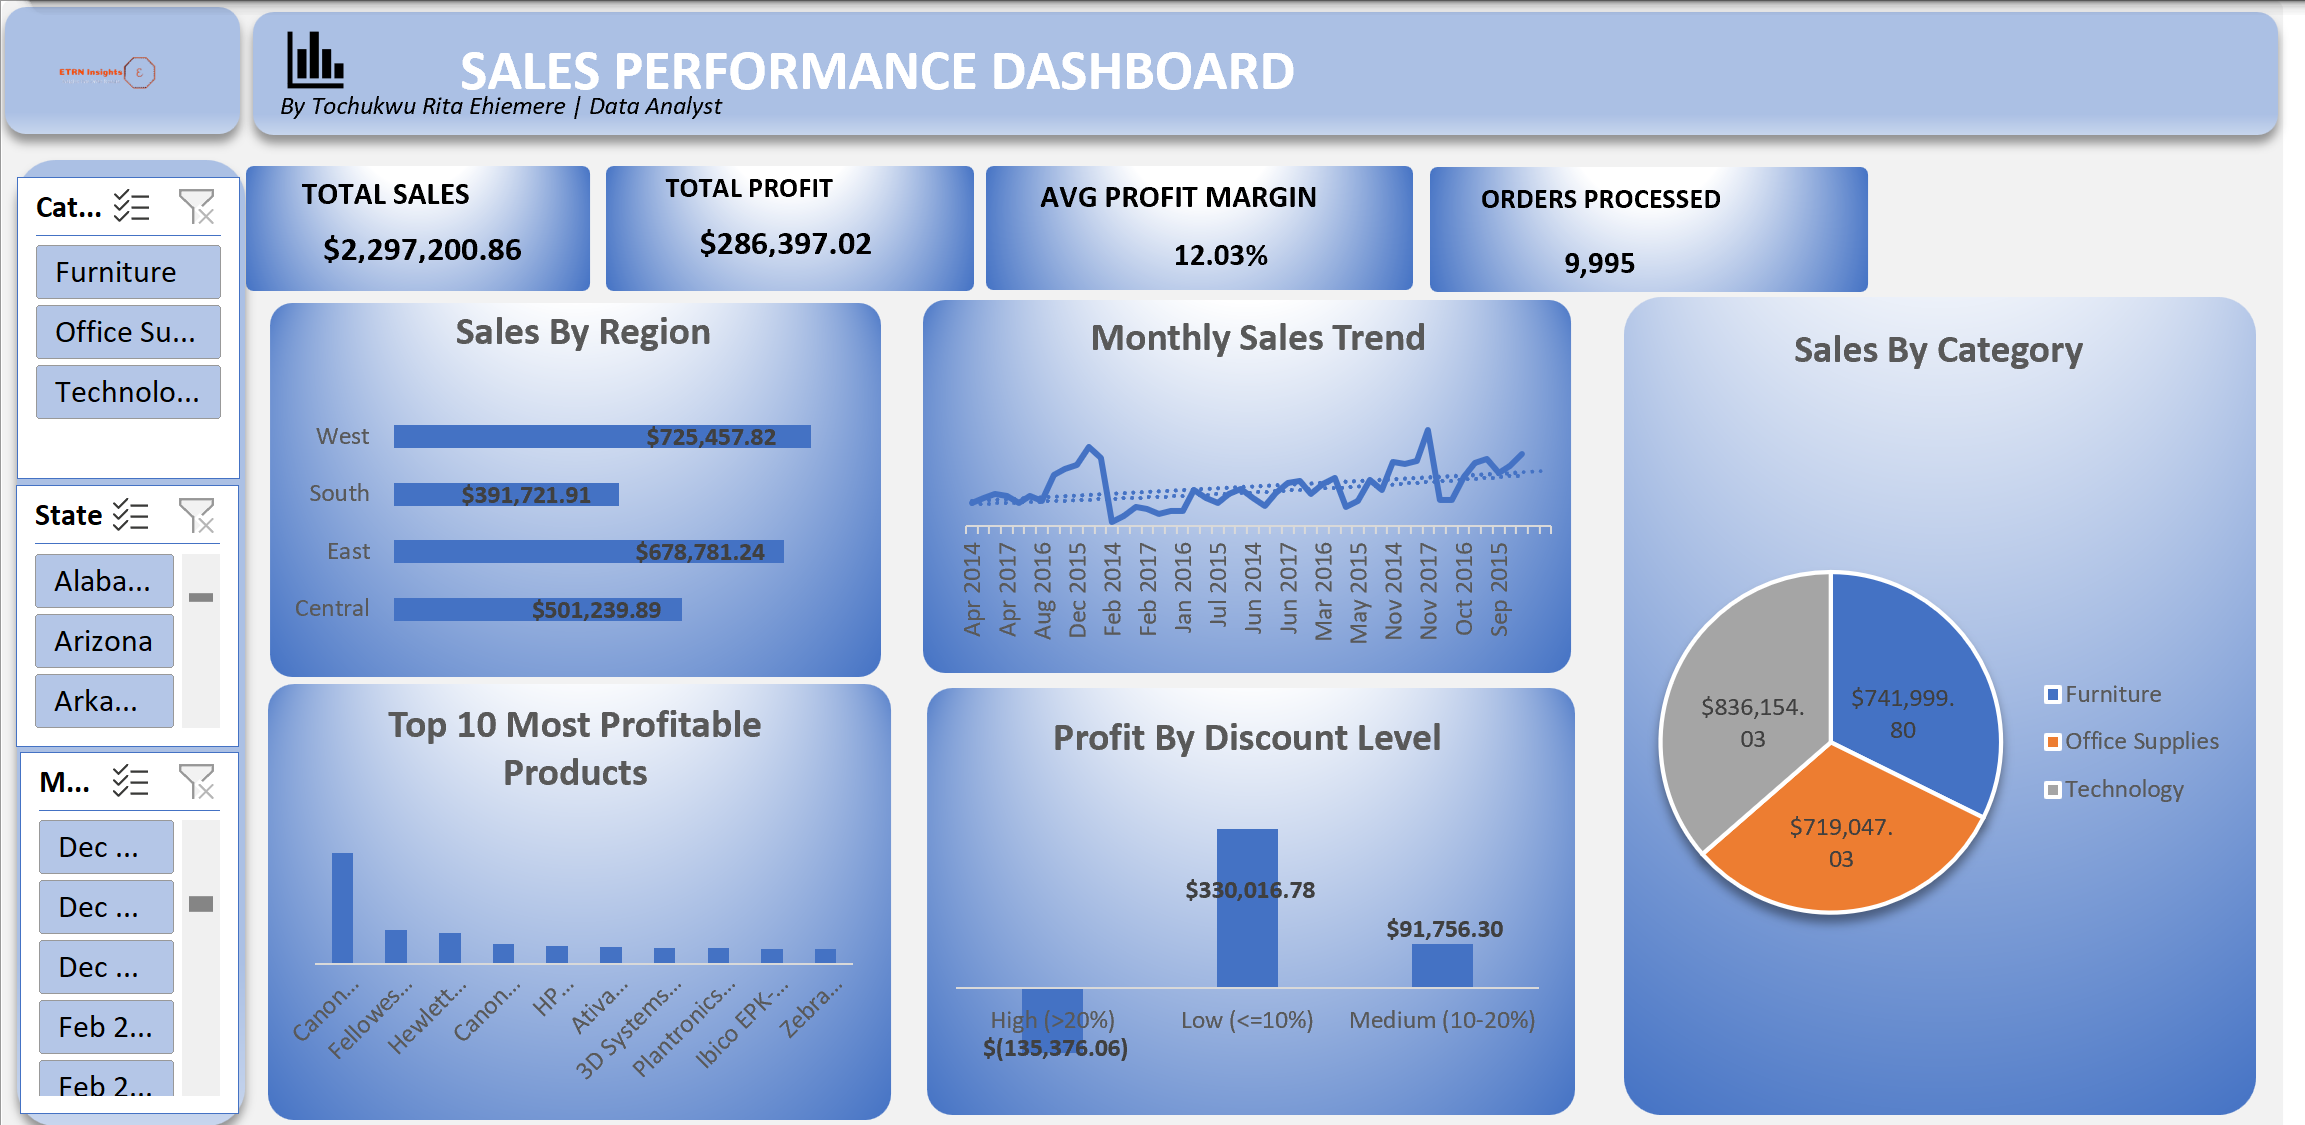 ETRN Insights
SALES PERFORMANCE DASHBOARD
By Tochukwu Rita Ehiemere | Data Analyst
Cat...
Furniture
Office Su...
Technolo...
State
Alaba...
Arizona
Arka...
M...
Dec ...
Dec ...
Dec ...
Feb 2...
Feb 2...
TOTAL SALES
$2,297,200.86
TOTAL PROFIT
$286,397.02
AVG PROFIT MARGIN
12.03%
ORDERS PROCESSED
9,995
Sales By Region
West
$725,457.82
South
$391,721.91
East
$678,781.24
Central
$501,239.89
Monthly Sales Trend
Apr 2014
Apr 2017
Aug 2016
Dec 2015
Feb 2014
Feb 2017
Jan 2016
Jul 2015
Jun 2014
Jun 2017
Mar 2016
May 2015
Nov 2014
Nov 2017
Oct 2016
Sep 2015
Sales By Category
$836,154.
03
$741,999.
80
$719,047.
03
Furniture
Office Supplies
Technology
Top 10 Most Profitable
Products
Canon...
Fellowes...
Hewlett...
Canon...
HP...
Ativa...
3D Systems...
Plantronics...
Ibico EPK-...
Zebra...
Profit By Discount Level
$330,016.78
$91,756.30
High (>20%)
Low (<=10%)
Medium (10-20%)
$(135,376.06)